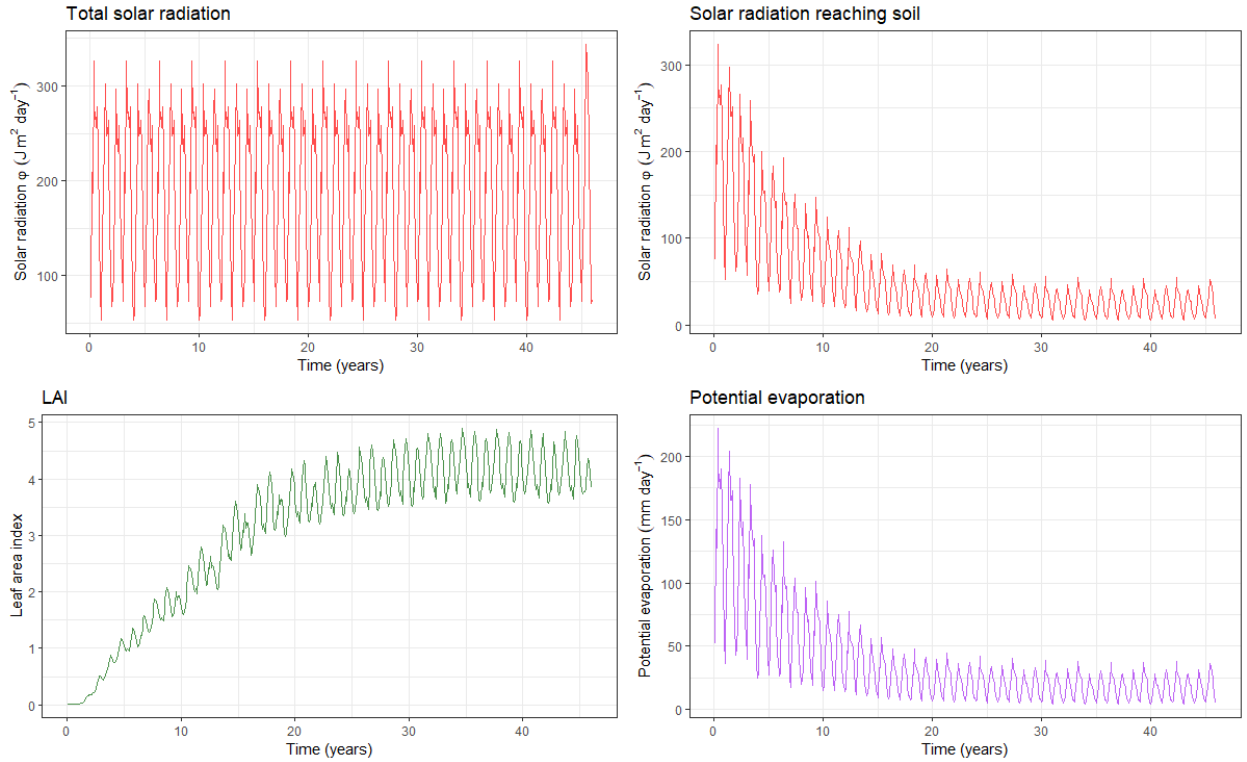 Total solar radiation
Solar radiation φ (J m² day⁻¹)
300
200
100
0 10 20 30 40
Time (years)
Solar radiation reaching soil
Solar radiation φ (J m² day⁻¹)
300
200
100
0
0 10 20 30 40
Time (years)
LAI
Leaf area index
5
4
3
2
1
0
0 10 20 30 40
Time (years)
Potential evaporation
Potential evaporation (mm day⁻¹)
200
150
100
50
0
0 10 20 30 40
Time (years)